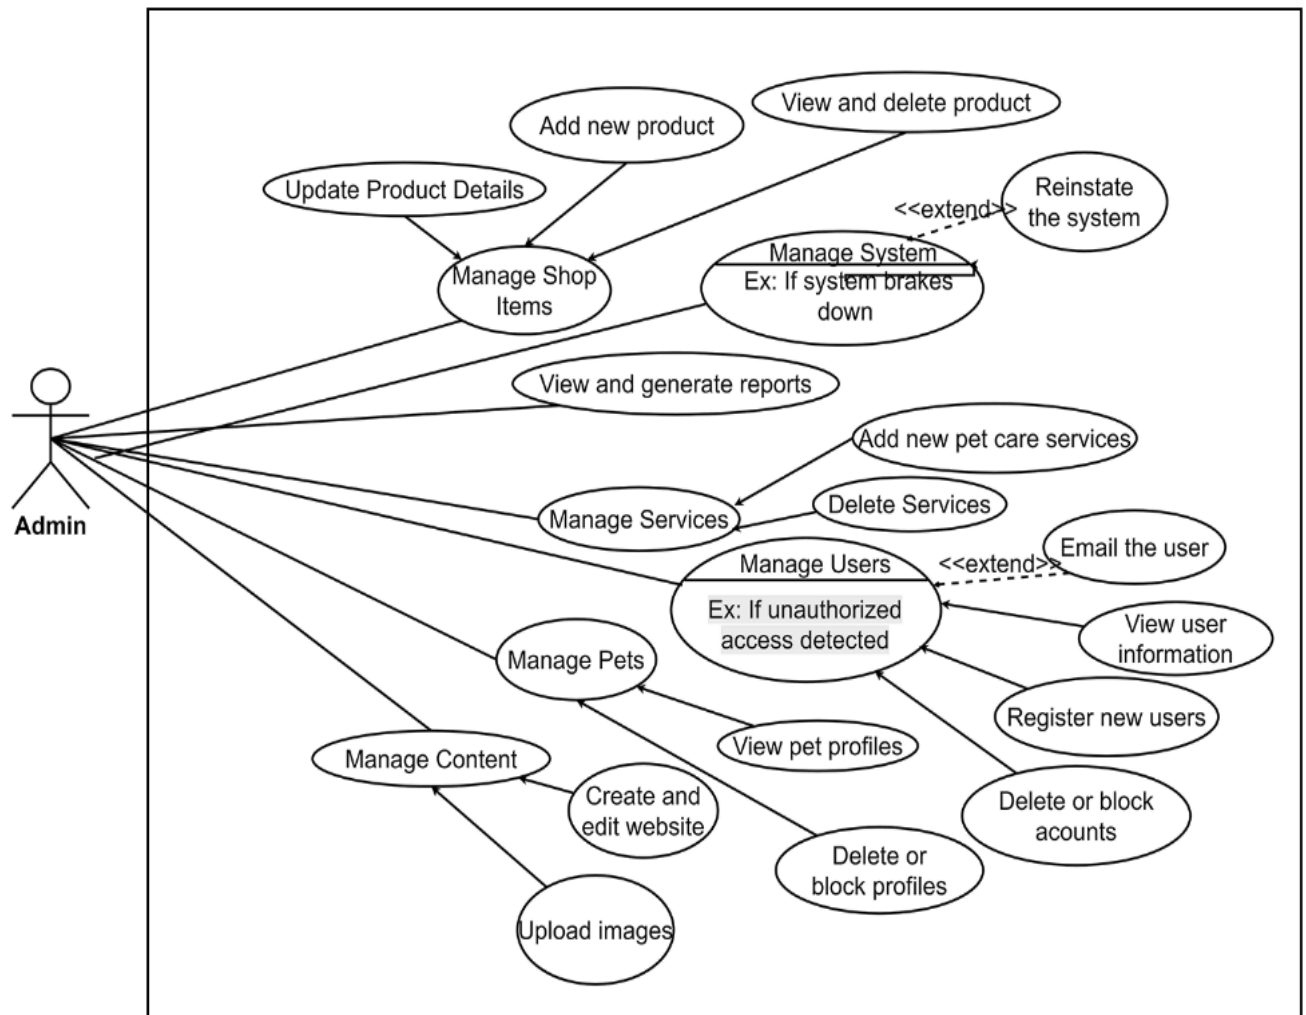 View and delete product
Add new product
Update Product Details
Reinstate
the system
<<extend>>
Manage System
Ex: If system brakes
down
Manage Shop
Items
View and generate reports
Add new pet care services
Delete Services
Manage Services
Admin
Email the user
<<extend>>
Manage Users
Ex: If unauthorized
access detected
View user
information
Manage Pets
Register new users
View pet profiles
Manage Content
Create and
edit website
Delete or block
acounts
Delete or
block profiles
Upload images